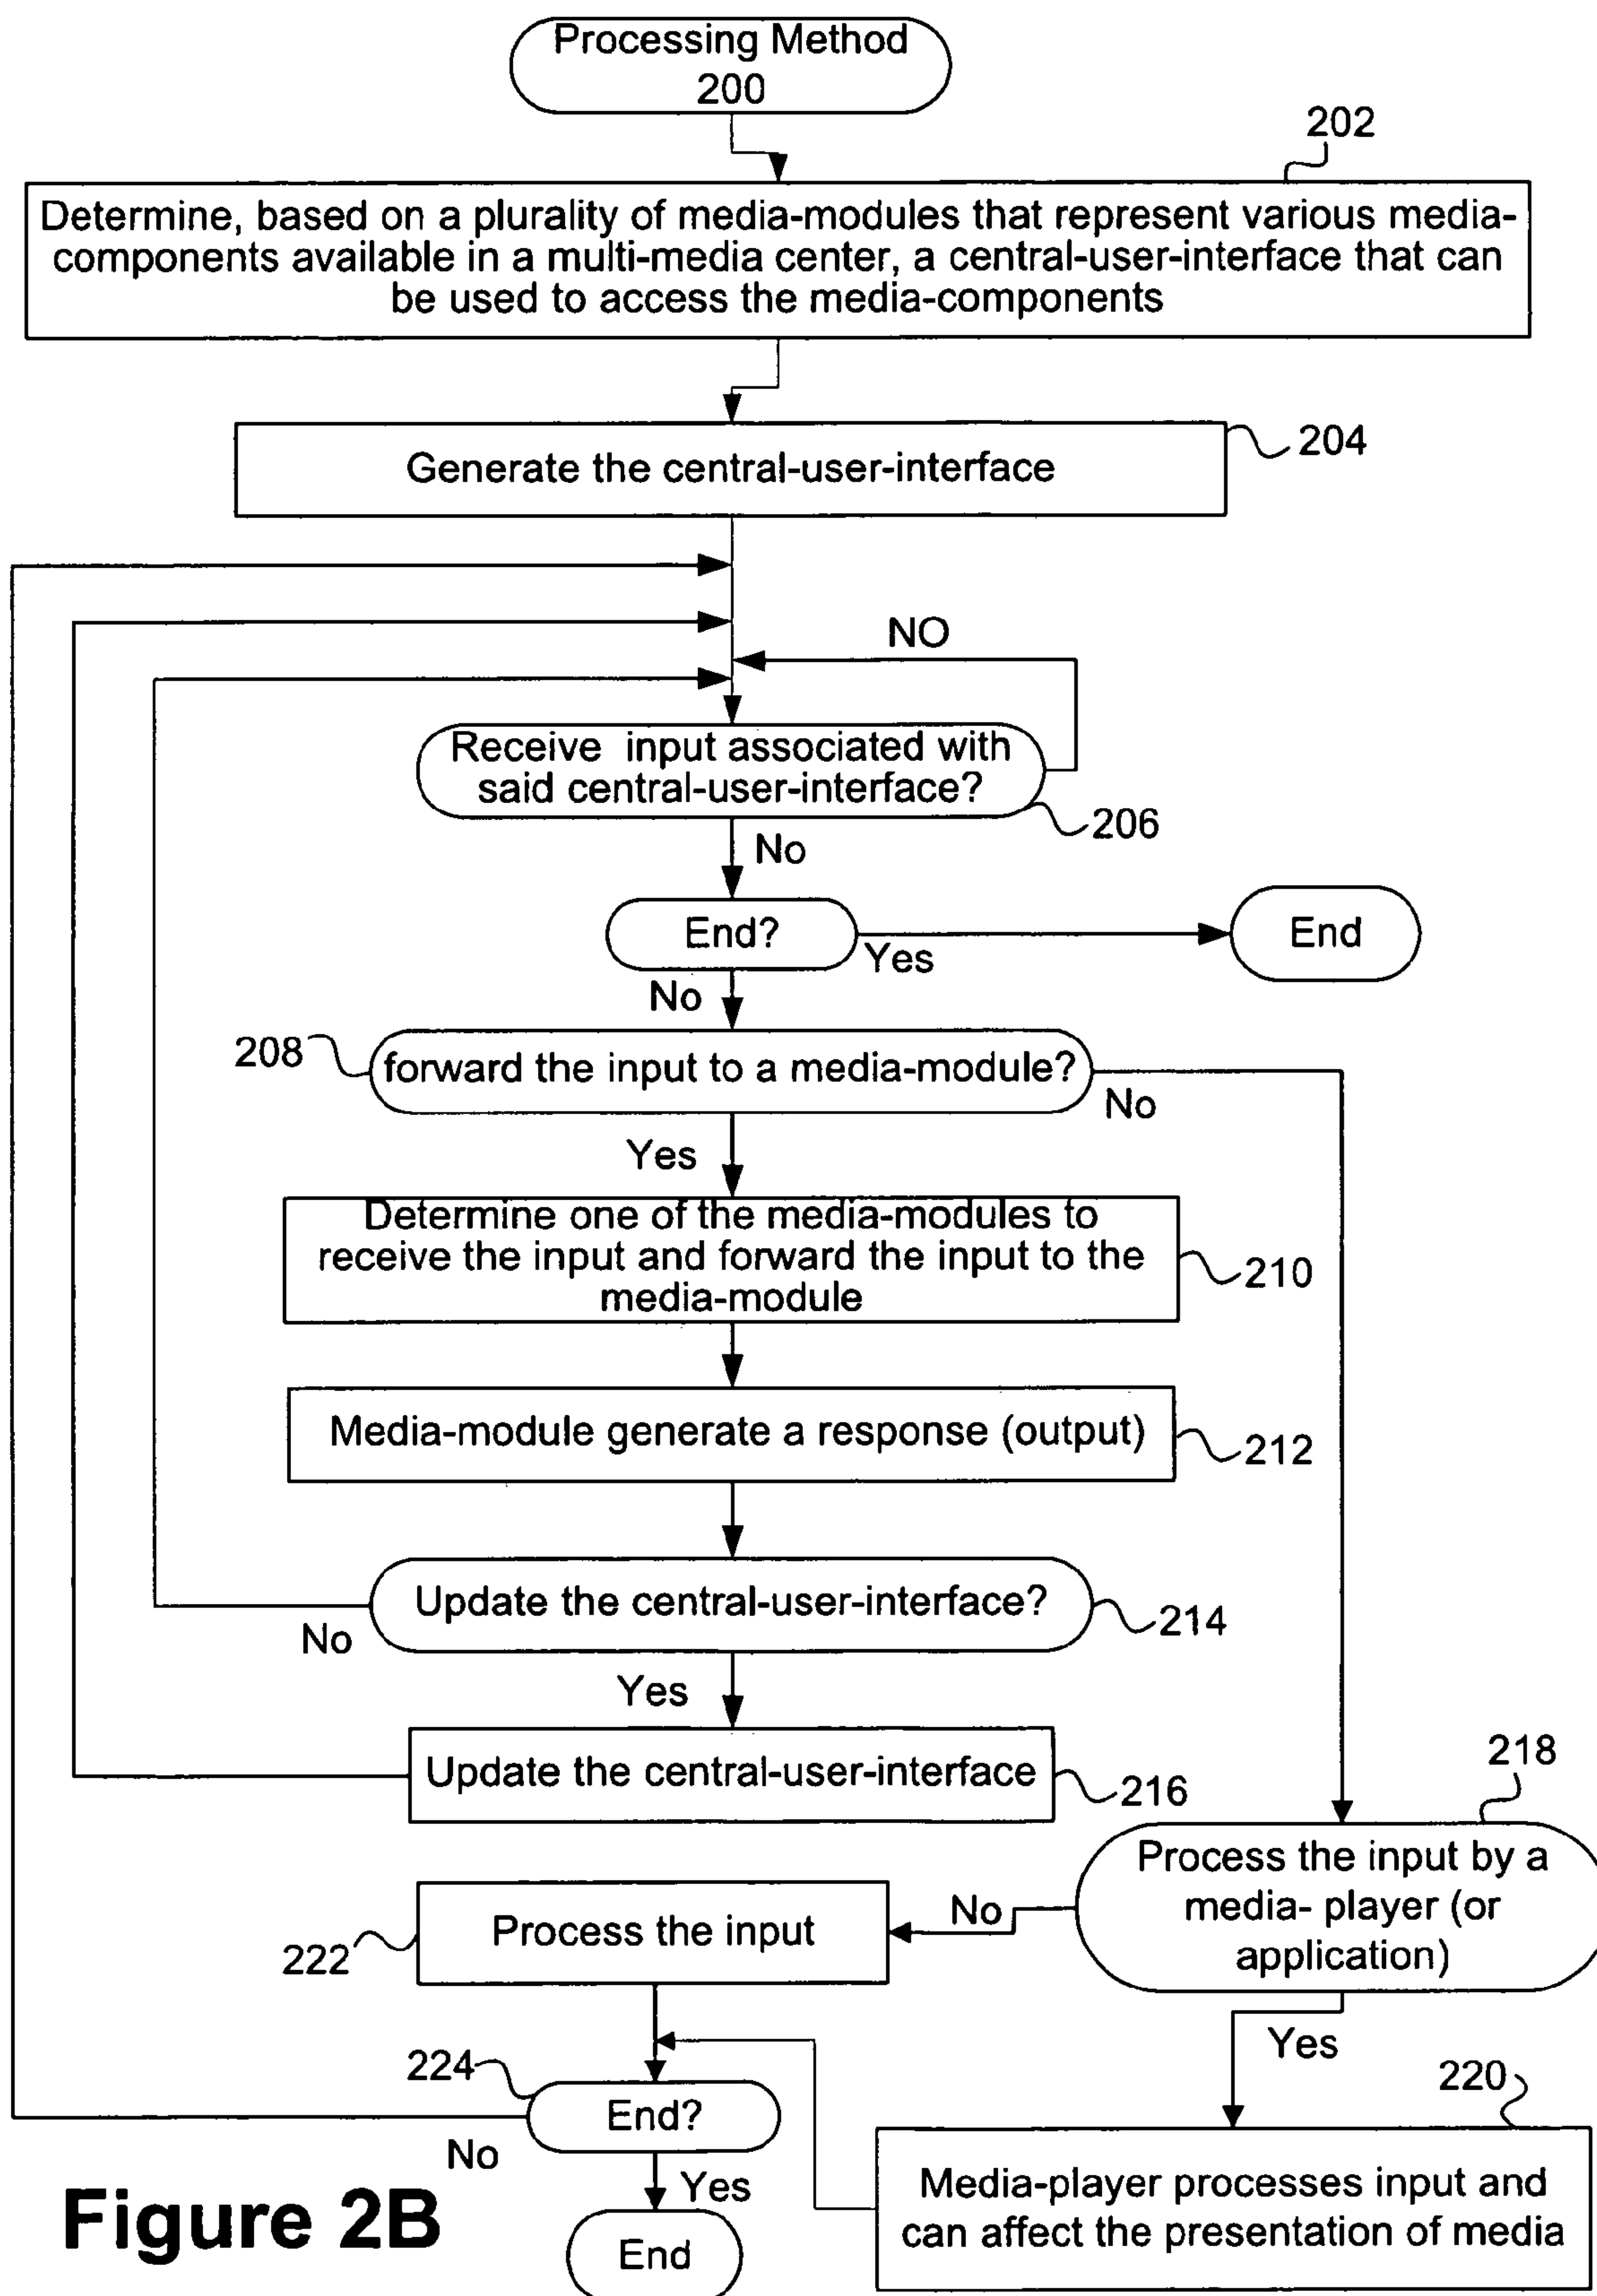 Processing Method
200
202
Determine, based on a plurality of media-modules that represent various media-
components available in a multi-media center, a central-user-interface that can
be used to access the media-components
204
Generate the central-user-interface
NO
Receive input associated with
said central-user-interface?
206
No
End?
Yes
End
No
208
forward the input to a media-module?
No
Yes
Determine one of the media-modules to
receive the input and forward the input to the
media-module
210
Media-module generate a response (output)
212
Update the central-user-interface?
214
No
Yes
Update the central-user-interface
216
218
Process the input by a
media- player (or
application)
No
Process the input
222
Yes
224
220
End?
No
Yes
Media-player processes input and
can affect the presentation of media
End
Figure 2B